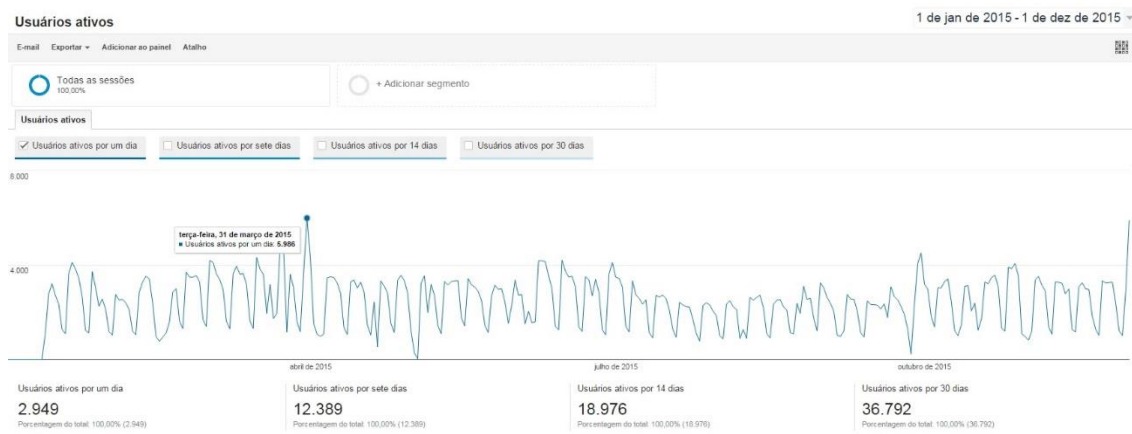 Usuários ativos
1 de jan de 2015 - 1 de dez de 2015
E-mail Exportar Adicionar ao painel Atalho
Todas as sessões
100,00%
+ Adicionar segmento
Usuários ativos
Usuários ativos por um dia Usuários ativos por sete dias Usuários ativos por 14 dias Usuários ativos por 30 dias
8.000
terça-feira, 31 de março de 2015
Usuários ativos por um dia: 5.986
4.000
abril de 2015 julho de 2015 outubro de 2015
Usuários ativos por um dia Usuários ativos por sete dias Usuários ativos por 14 dias Usuários ativos por 30 dias
2.949 12.389 18.976 36.792
Porcentagem do total: 100,00% (2.949) Porcentagem do total: 100,00% (12.389) Porcentagem do total: 100,00% (18.976) Porcentagem do total: 100,00% (36.792)